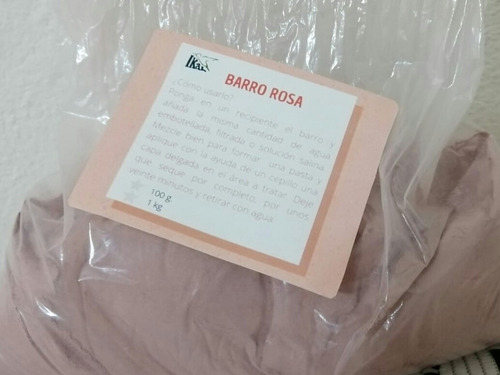 BARRO ROSA
¿Como usarlo?
Ponga en un recipiente el barro y
añada la misma cantidad de agua
embotellada, filtrada o solución salina.
Mezcle bien para formar una pasta y
aplique con la ayuda de un cepillo una
capa delgada en el área a tratar. Deje
que seque por completo, por unos
veinte minutos y retirar con agua.
100 g
1 kg